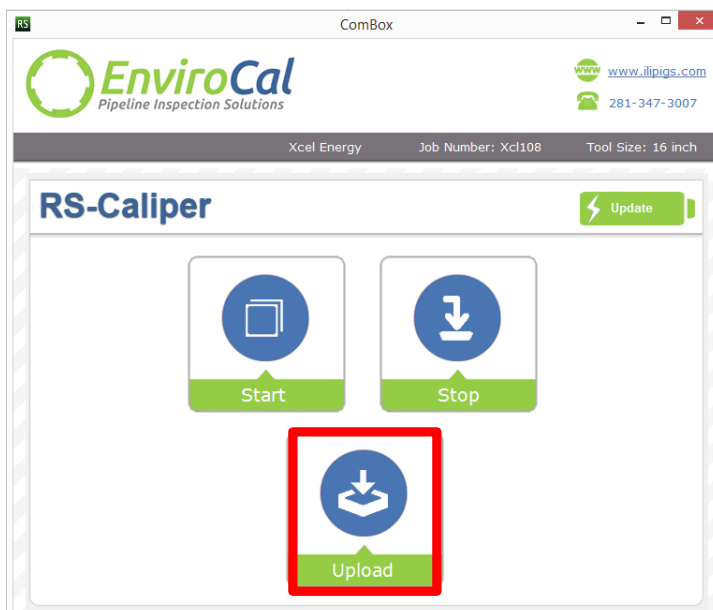 RS
ComBox
EnviroCal
Pipeline Inspection Solutions
www
www.ilipigs.com
281-347-3007
Xcel Energy Job Number: Xcl108 Tool Size: 16 inch
RS-Caliper
Update
Start
Stop
Upload